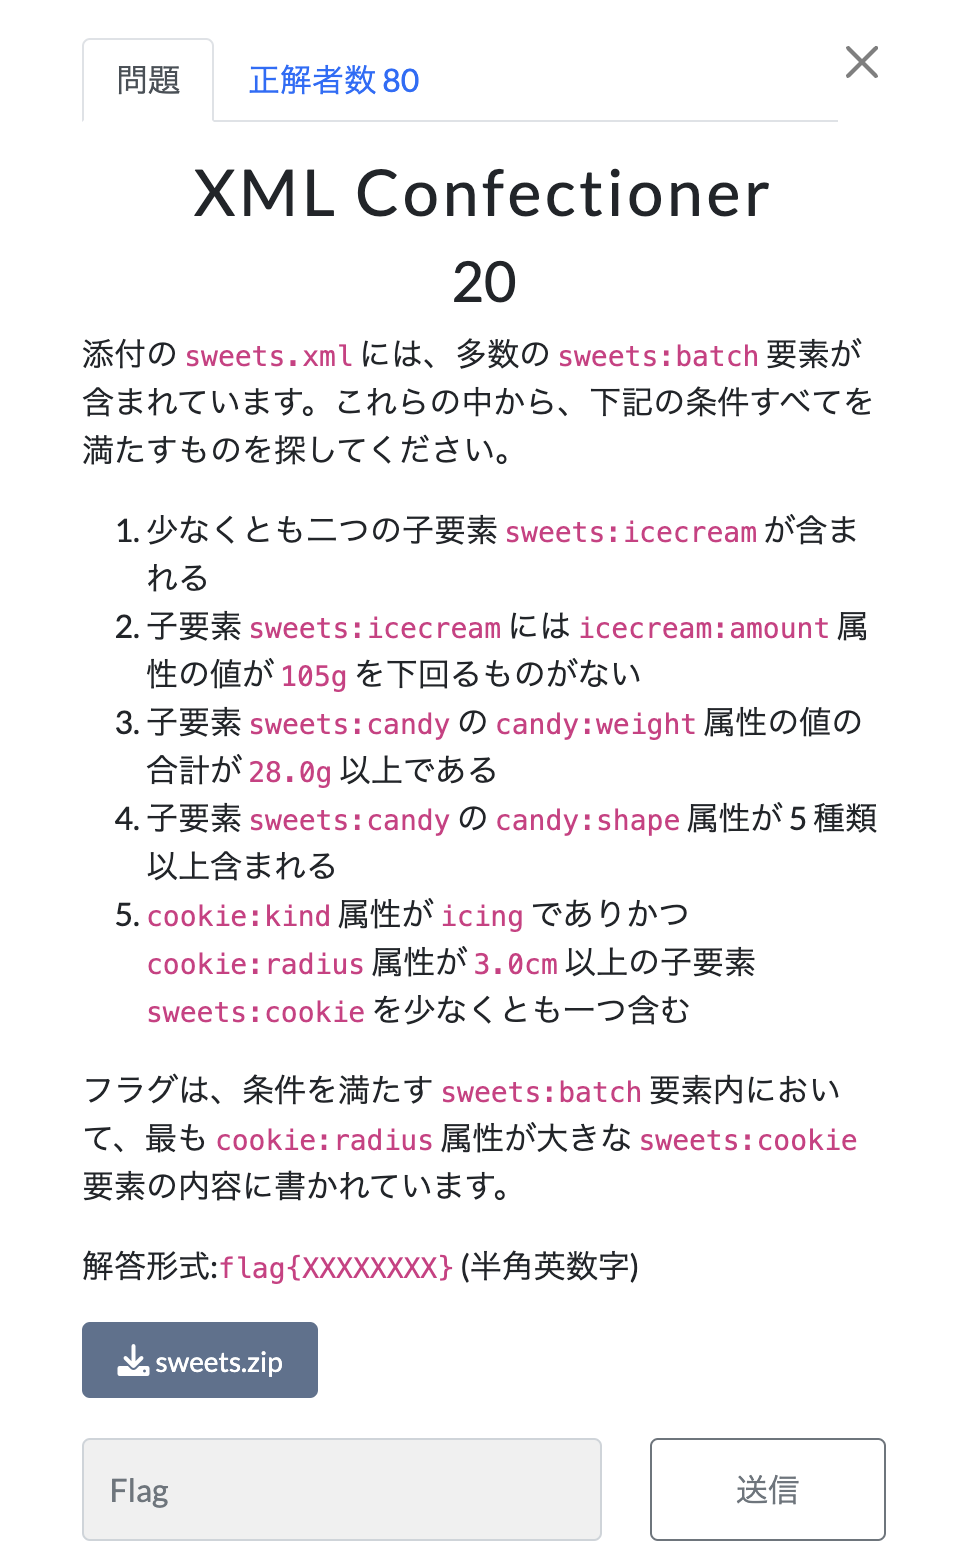 問題
正解者数 80
XML Confectioner
20
添付の sweets.xml には、多数の sweets:batch 要素が
含まれています。これらの中から、下記の条件すべてを
満たすものを探してください。
1. 少なくとも二つの子要素 sweets:icecream が含ま
れる
2. 子要素 sweets:icecream には icecream:amount 属
性の値が 105g を下回るものがない
3. 子要素 sweets:candy の candy:weight 属性の値の
合計が 28.0g 以上である
4. 子要素 sweets:candy の candy:shape 属性が 5 種類
以上含まれる
5. cookie:kind 属性が icing でありかつ
cookie:radius 属性が 3.0cm 以上の子要素
sweets:cookie を少なくとも一つ含む
フラグは、条件を満たす sweets:batch 要素内におい
て、最も cookie:radius 属性が大きな sweets:cookie
要素の内容に書かれています。
解答形式:flag{XXXXXXXX} (半角英数字)
sweets.zip
Flag
送信